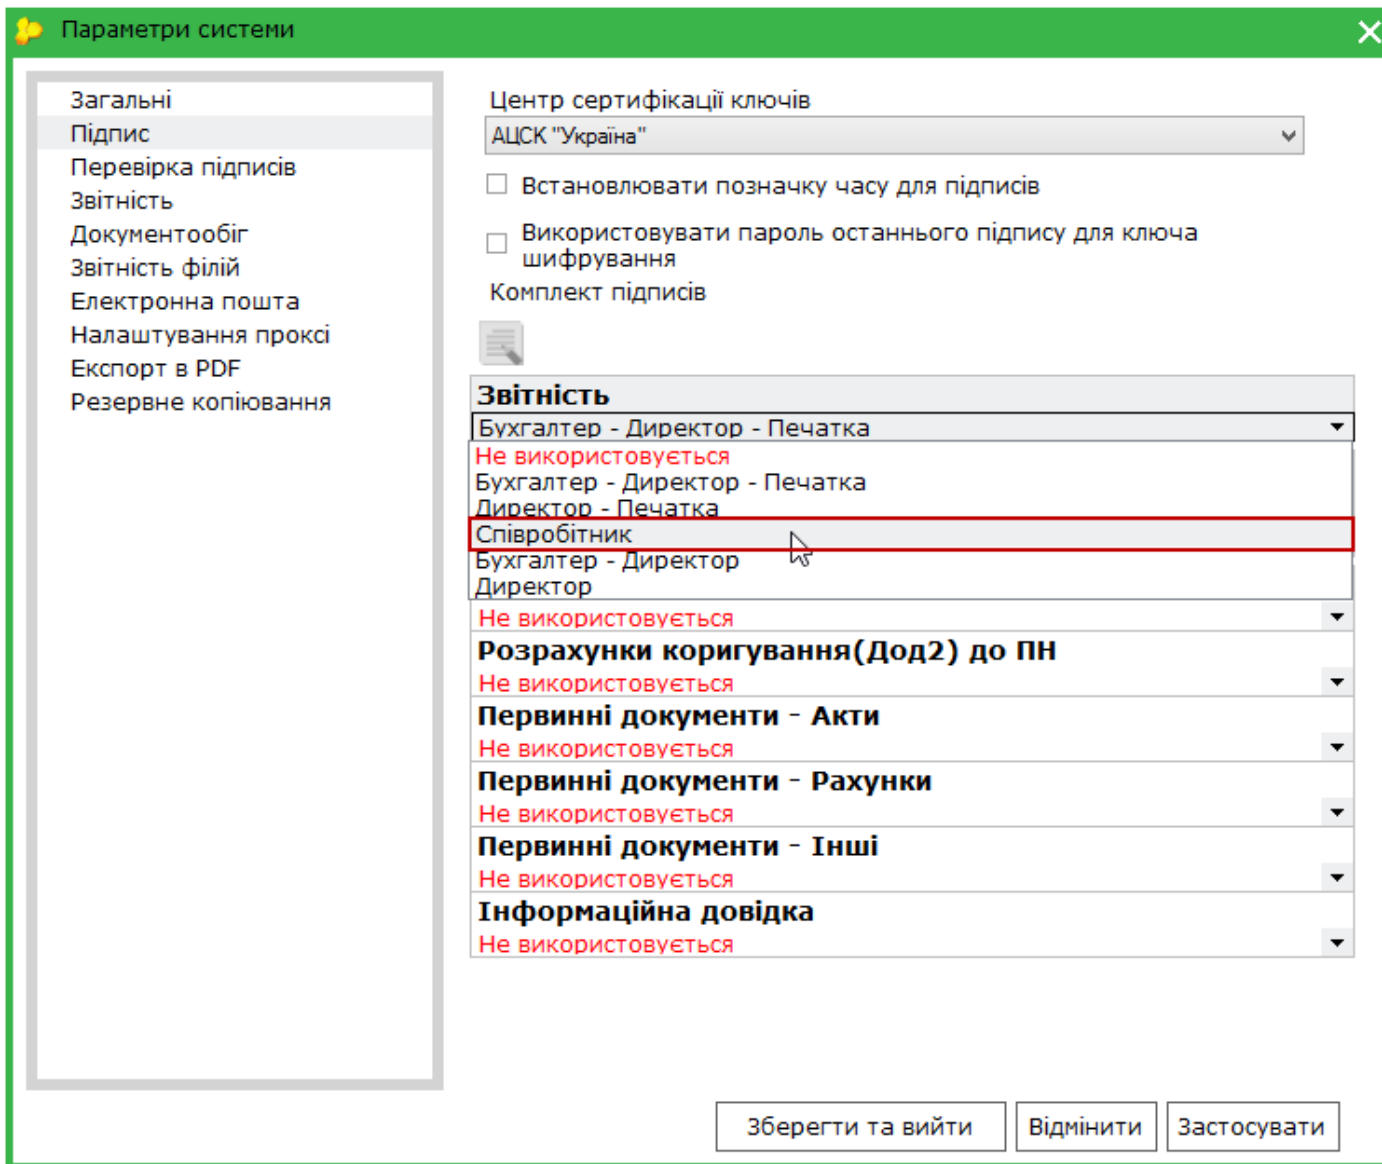 Параметри системи
Загальні
Підпис
Перевірка підписів
Звітність
Документообіг
Звітність філій
Електронна пошта
Налаштування проксі
Експорт в PDF
Резервне копіювання
Центр сертифікації ключів
АЦСК "Україна"
Встановлювати позначку часу для підписів
Використовувати пароль останнього підпису для ключа
шифрування
Комплект підписів
Звітність
Бухгалтер - Директор - Печатка
Не використовується
Бухгалтер - Директор - Печатка
Директор - Печатка
Співробітник
Бухгалтер - Директор
Директор
Не використовується
Розрахунки коригування(Дод2) до ПН
Не використовується
Первинні документи - Акти
Не використовується
Первинні документи - Рахунки
Не використовується
Первинні документи - Інші
Не використовується
Інформаційна довідка
Не використовується
Зберегти та вийти
Відмінити
Застосувати